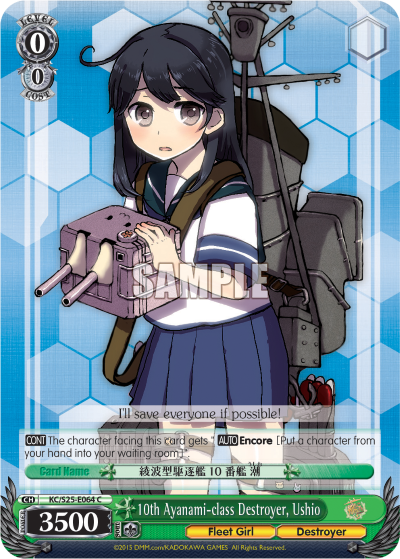 LEVEL
0
0
COST
SAMPLE
I'll save everyone if possible!
CONT The character facing this card gets "AUTO Encore [Put a character from your hand into your waiting room]".
Card Name 綾波型駆逐艦 10 番艦 潮
CH KC/S25-E064 C
10th Ayanami-class Destroyer, Ushio
POWER 3500 SOUL
Fleet Girl Destroyer
©2015 DMM.com/KADOKAWA GAMES All Rights Reserved.